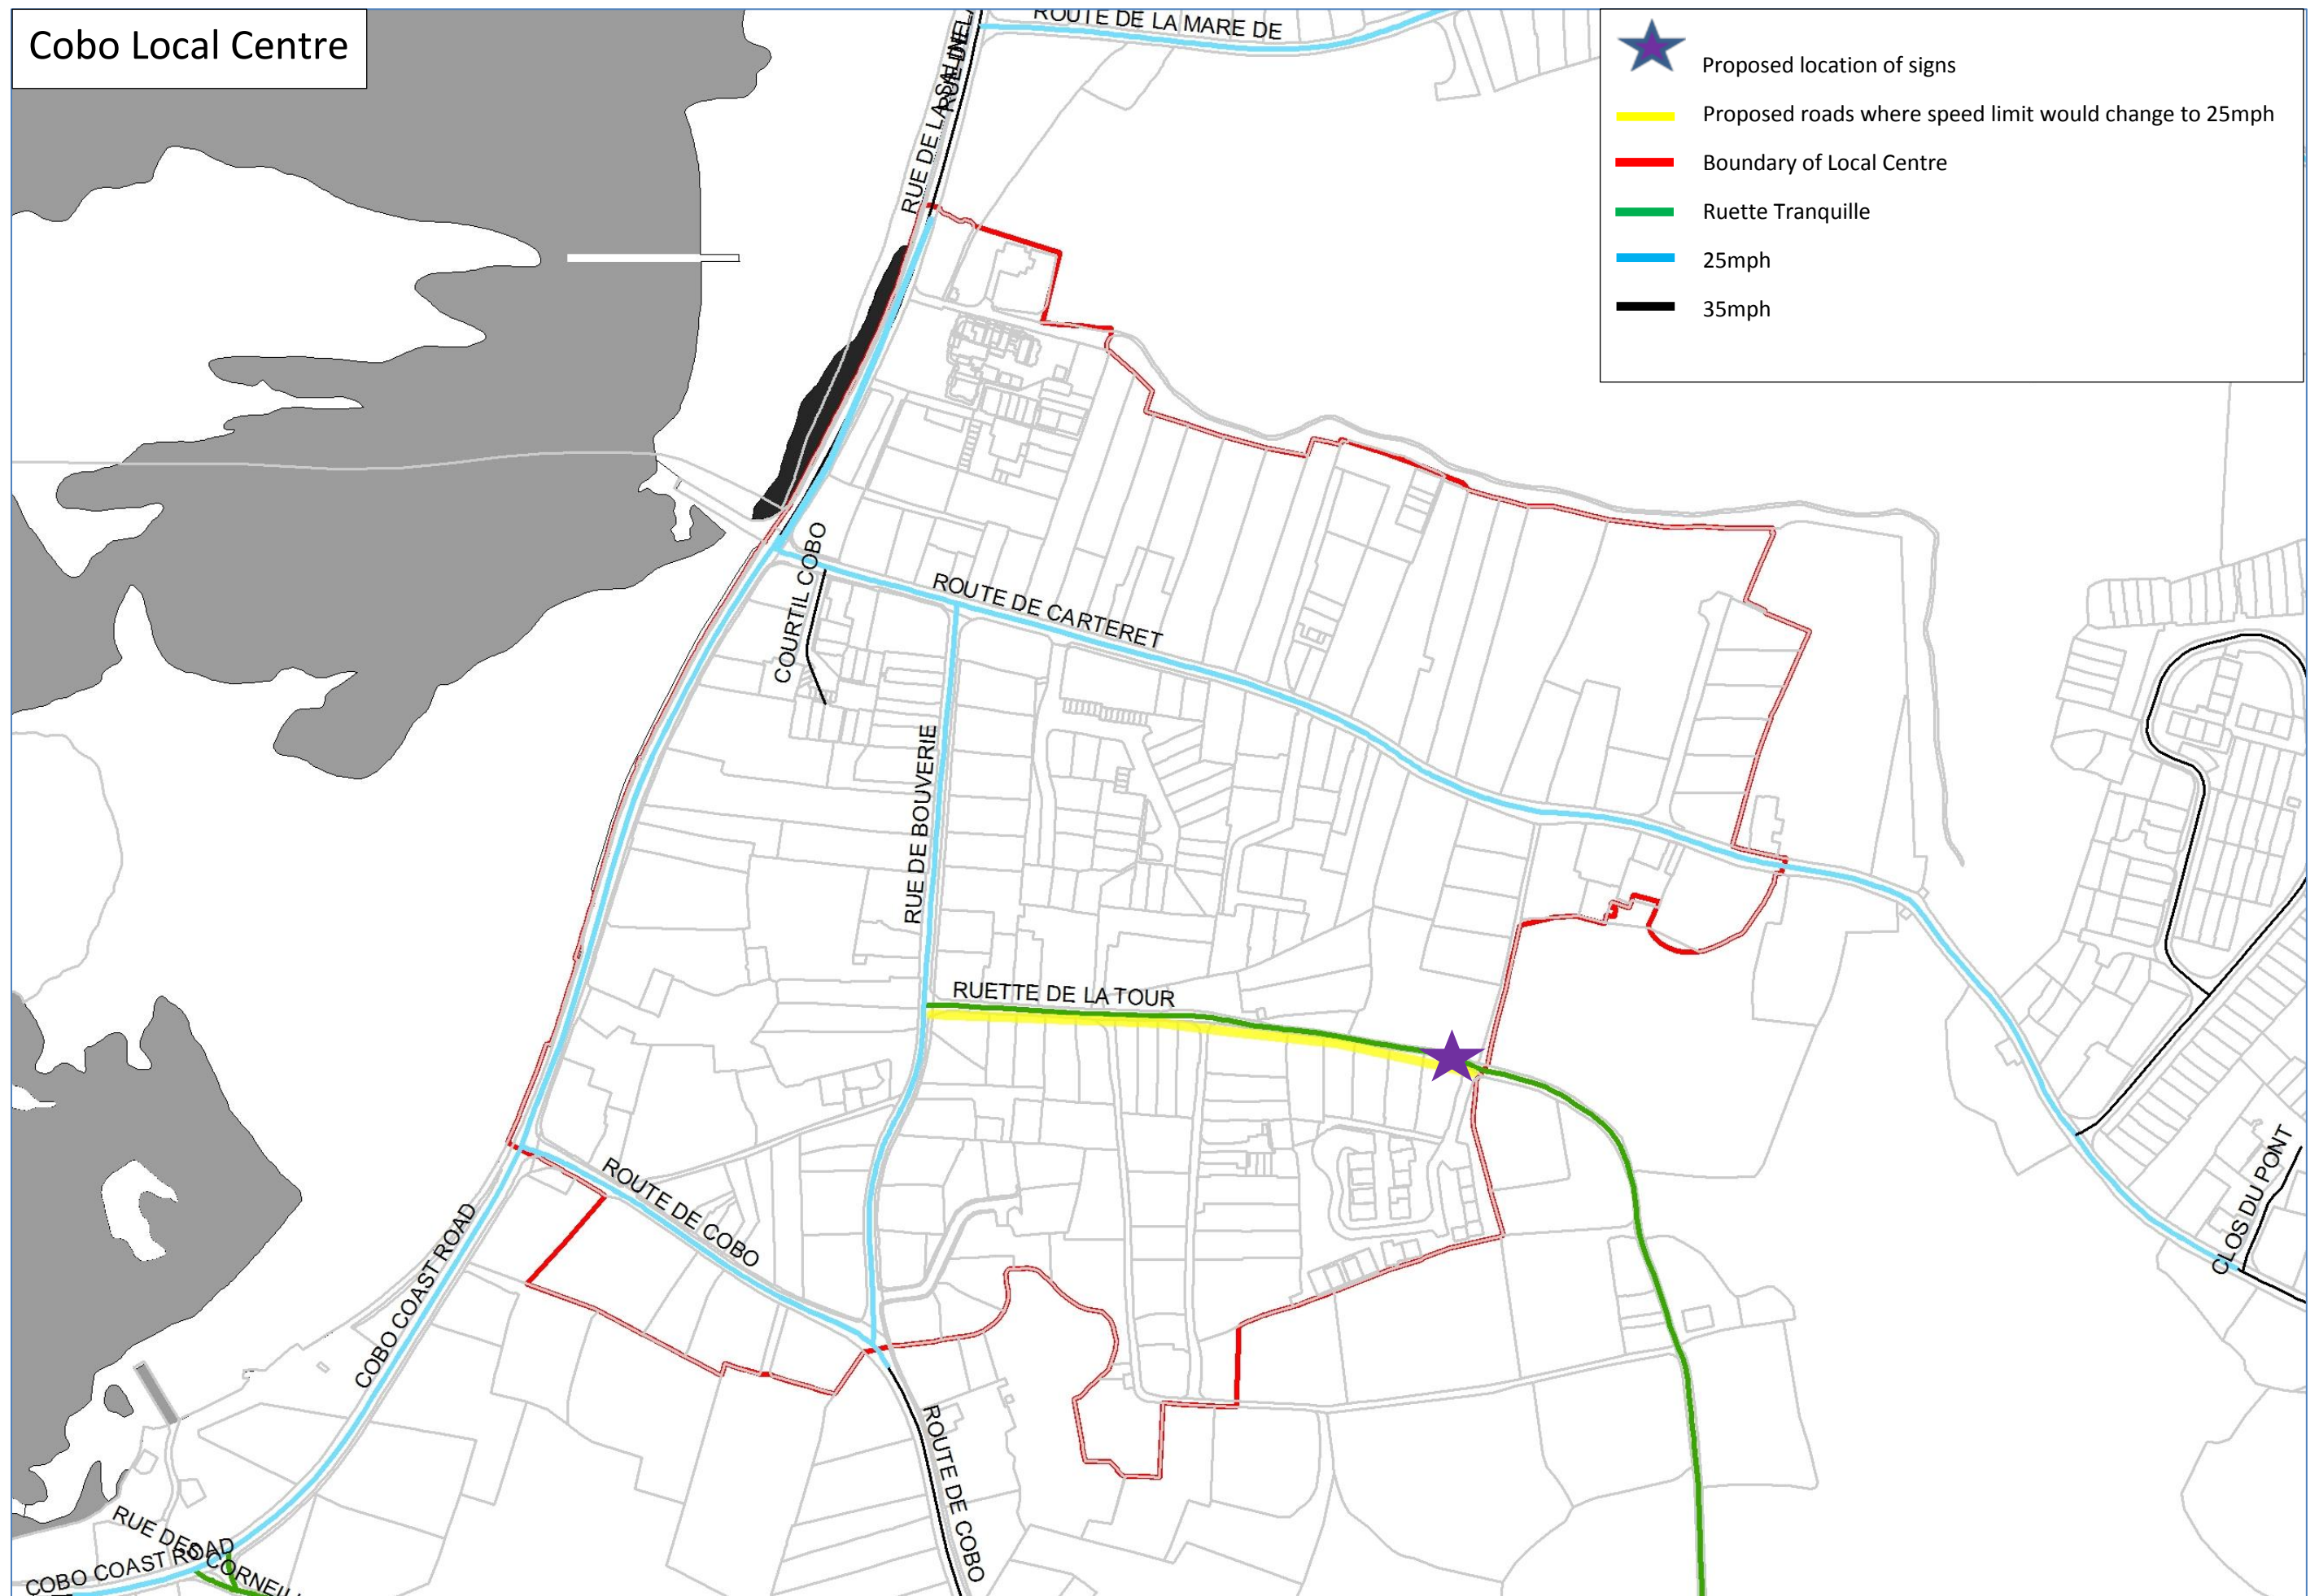 Cobo Local Centre
ROUTE DE LA MARE DE
RUE DE LA SALINE
Proposed location of signs
Proposed roads where speed limit would change to 25mph
Boundary of Local Centre
Ruette Tranquille
25mph
35mph
COURTIL COBO
ROUTE DE CARTERET
RUE DE BOUVERIE
RUETTE DE LA TOUR
ROUTE DE COBO
COBO COAST ROAD
CLOS DU PONT
ROUTE DE COBO
RUE DES
COBO COAST ROAD